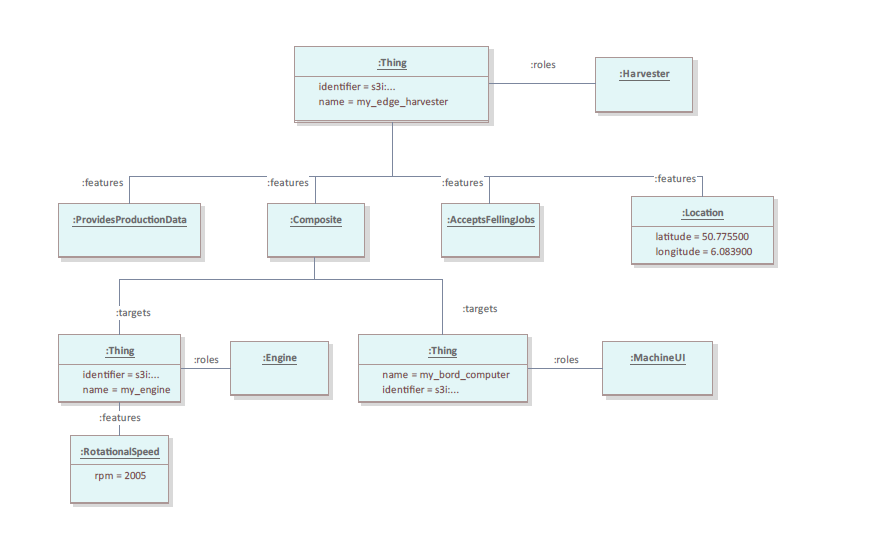 :Thing
identifier = s3i:...
name = my_edge_harvester
:roles
:Harvester
:features
:features
:features
:features
:ProvidesProductionData
:Composite
:AcceptsFellingJobs
:Location
latitude = 50.775500
longitude = 6.083900
:targets
:targets
:Thing
identifier = s3i:...
name = my_engine
:roles
:Engine
:Thing
name = my_bord_computer
identifier = s3i:...
:roles
:MachineUI
:features
:RotationalSpeed
rpm = 2005